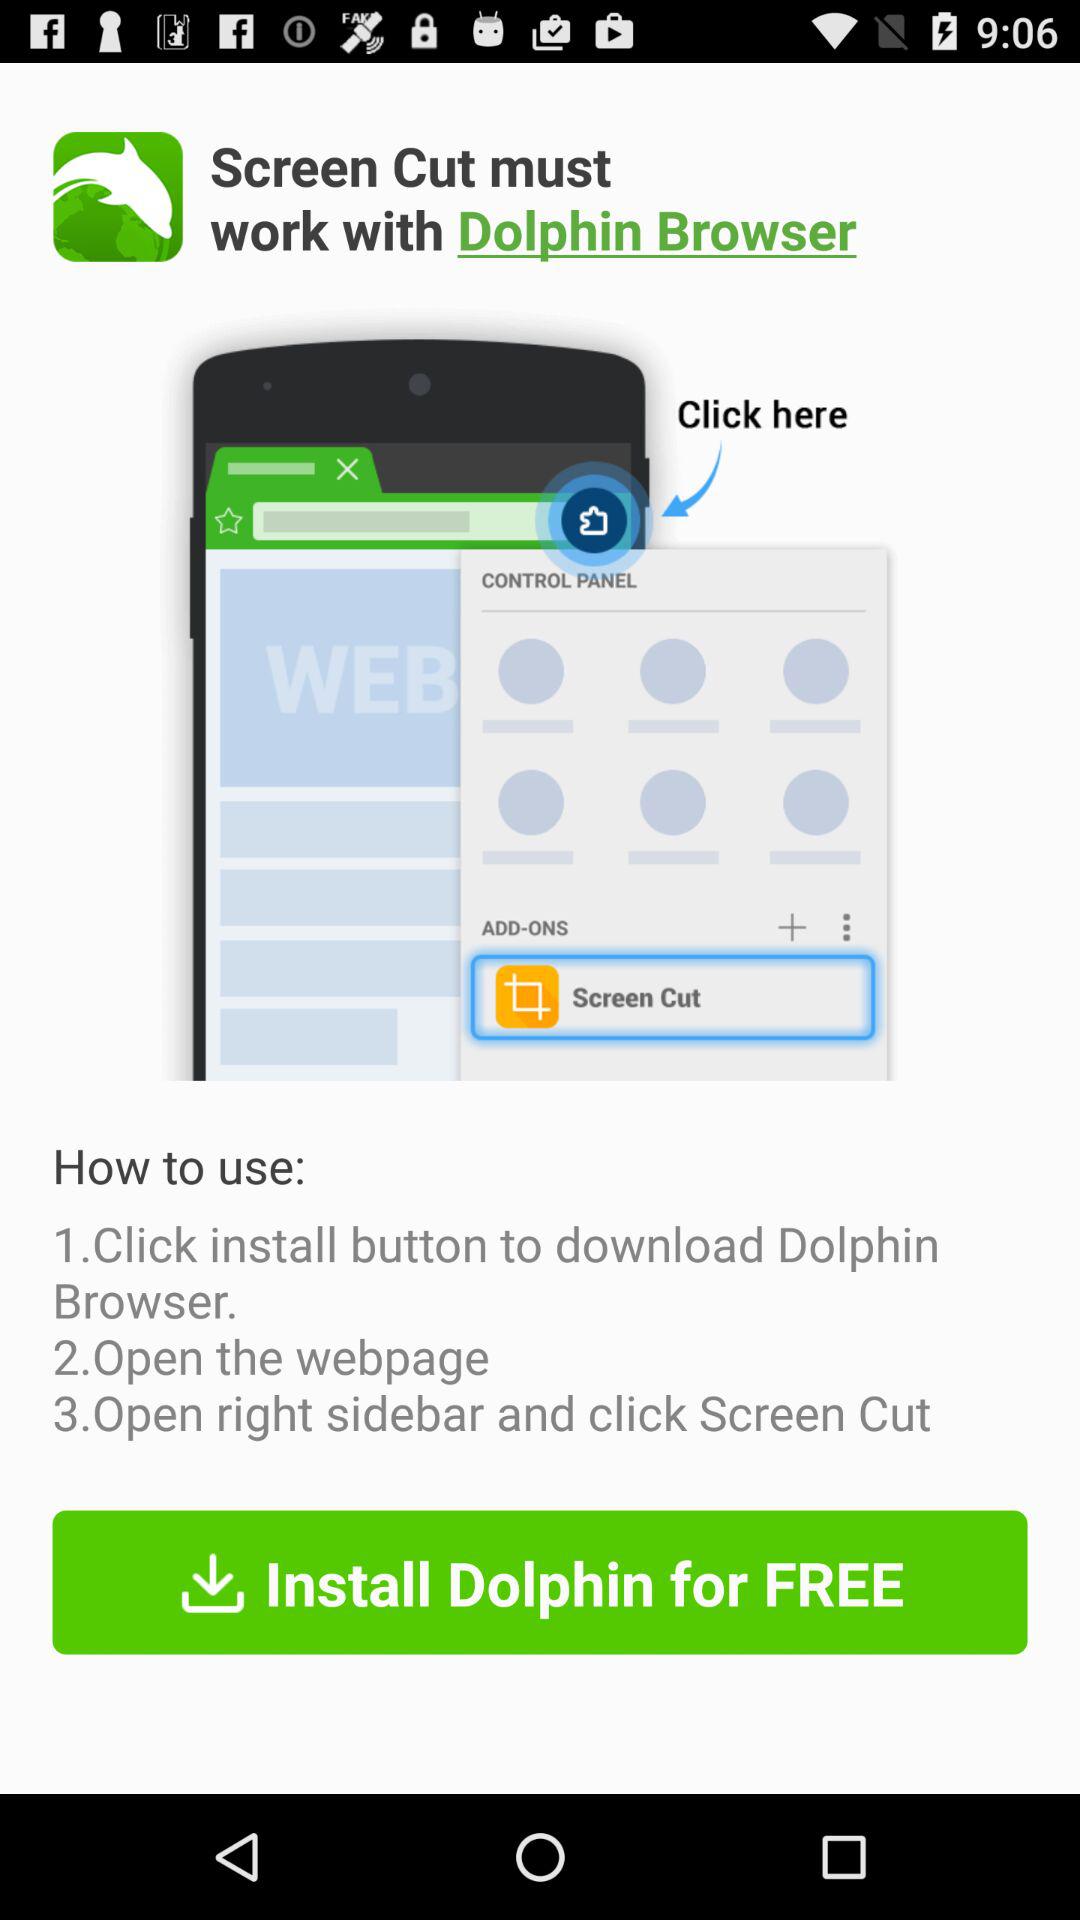 FAKE
9:06
Screen Cut must
work with Dolphin Browser
Click here
CONTROL PANEL
WEB
ADD-ONS
Screen Cut
How to use:
1.Click install button to download Dolphin
Browser.
2.Open the webpage
3.Open right sidebar and click Screen Cut
Install Dolphin for FREE